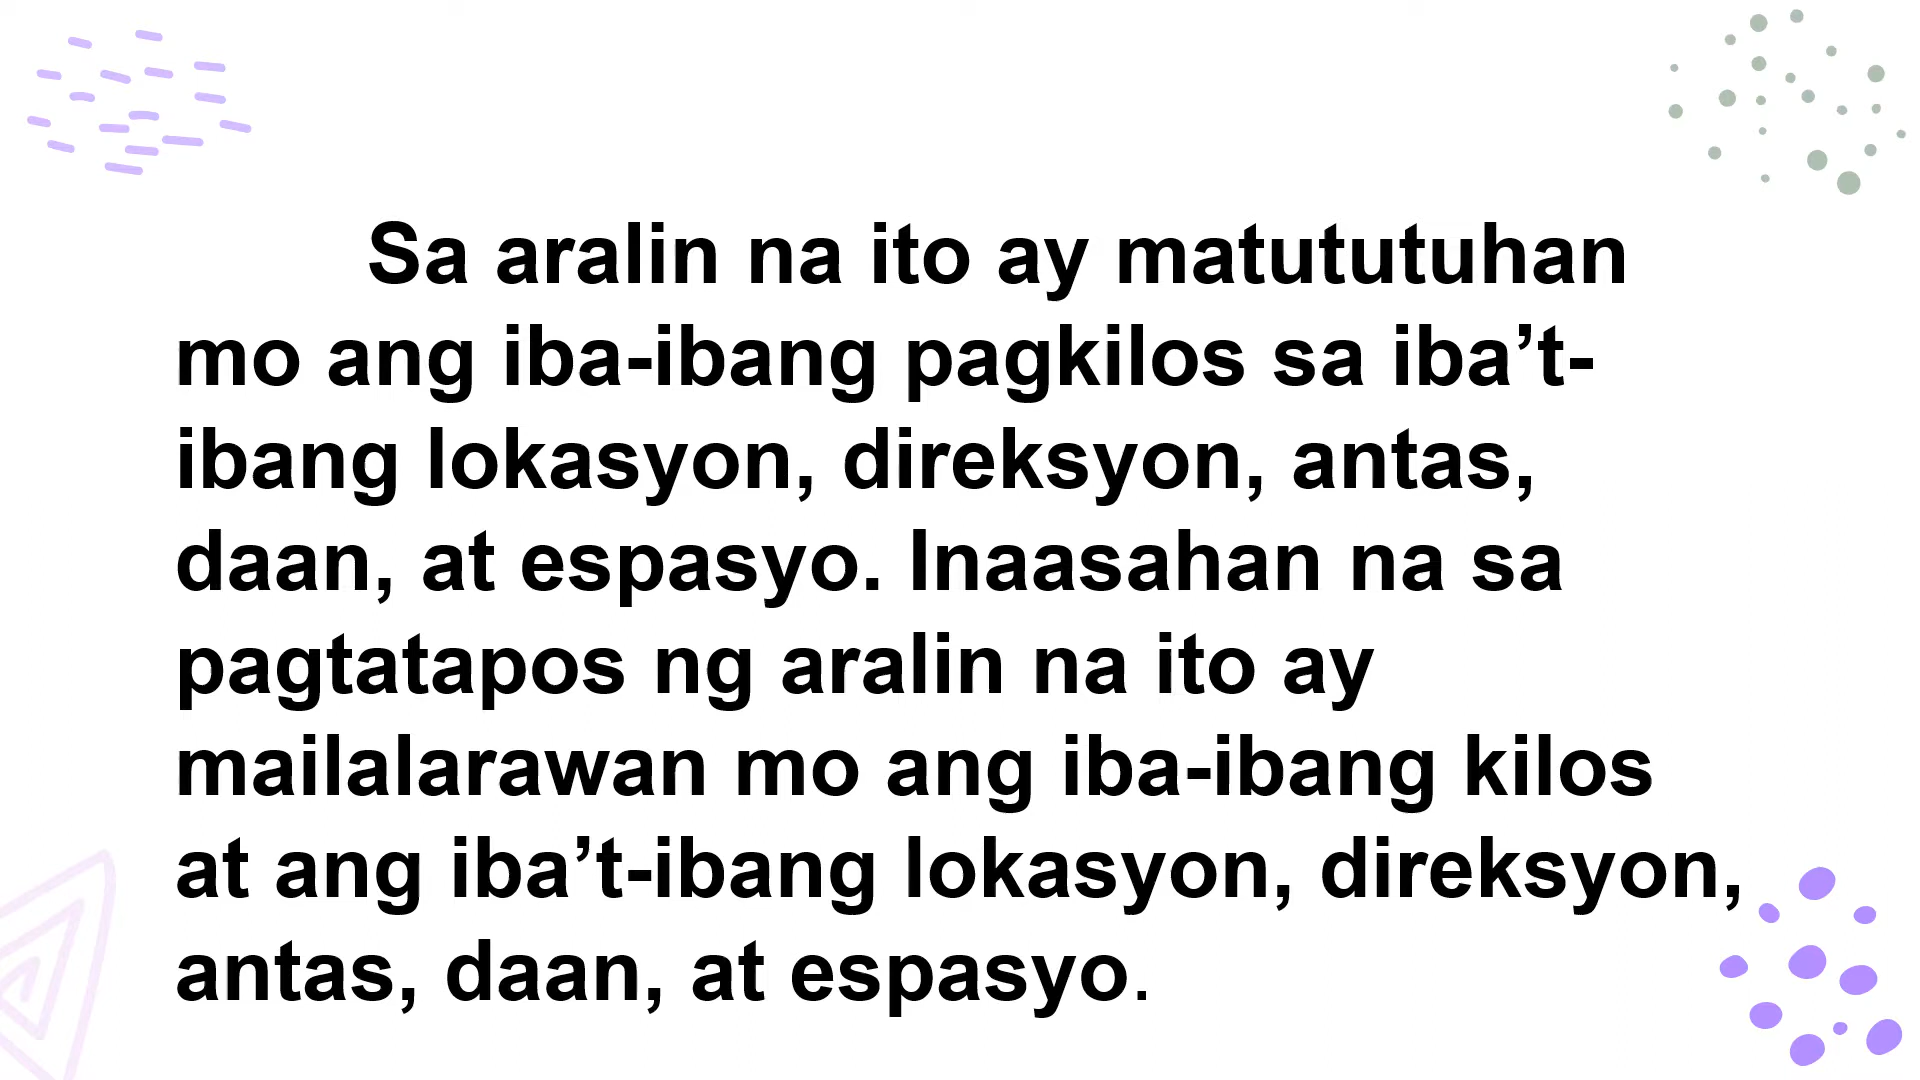 Sa aralin na ito ay matututuhan
mo ang iba-ibang pagkilos sa iba’t-
ibang lokasyon, direksyon, antas,
daan, at espasyo. Inaasahan na sa
pagtatapos ng aralin na ito ay
mailalarawan mo ang iba-ibang kilos
at ang iba’t-ibang lokasyon, direksyon,
antas, daan, at espasyo.